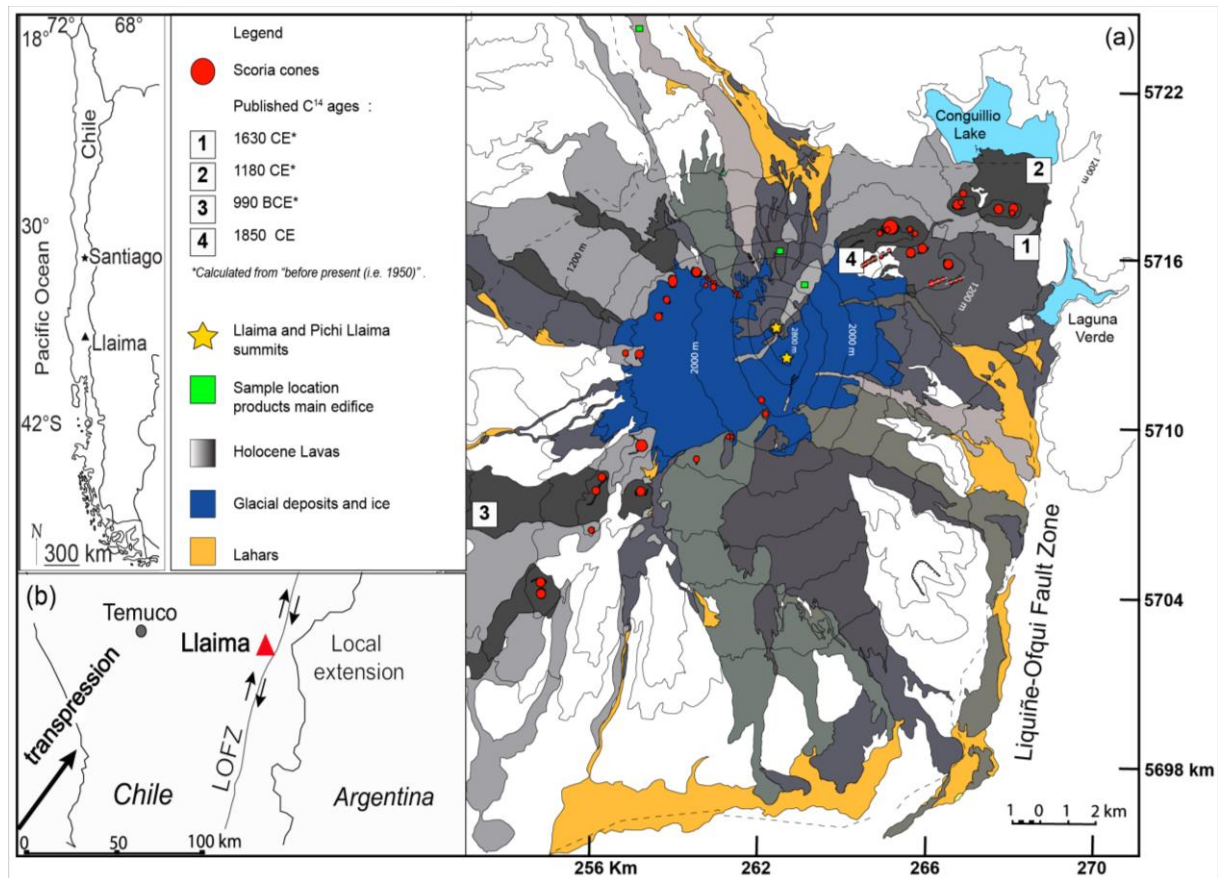 72°
68°
18°
30°
42°S
Pacific Ocean
Chile
Santiago
Llaima
N
300 km
Legend
Scoria cones
Published C14 ages :
1 1630 CE*
2 1180 CE*
3 990 BCE*
4 1850 CE
*Calculated from "before present (i.e. 1950)" .
Llaima and Pichi Llaima
summits
Sample location
products main edifice
Holocene Lavas
Glacial deposits and ice
Lahars
(b)
Temuco
Llaima
Local
extension
transpression
LOFZ
Chile
Argentina
0 50 100 km
(a)
Conguillio
Lake
1200 m
2
1
4
3
1200 m
1200 m
2000 m
2800 m
2000 m
Laguna
Verde
Liquiñe-Ofqui Fault Zone
5722
5716
5710
5704
5698 km
1 0 1 2 km
256 Km 262 266 270